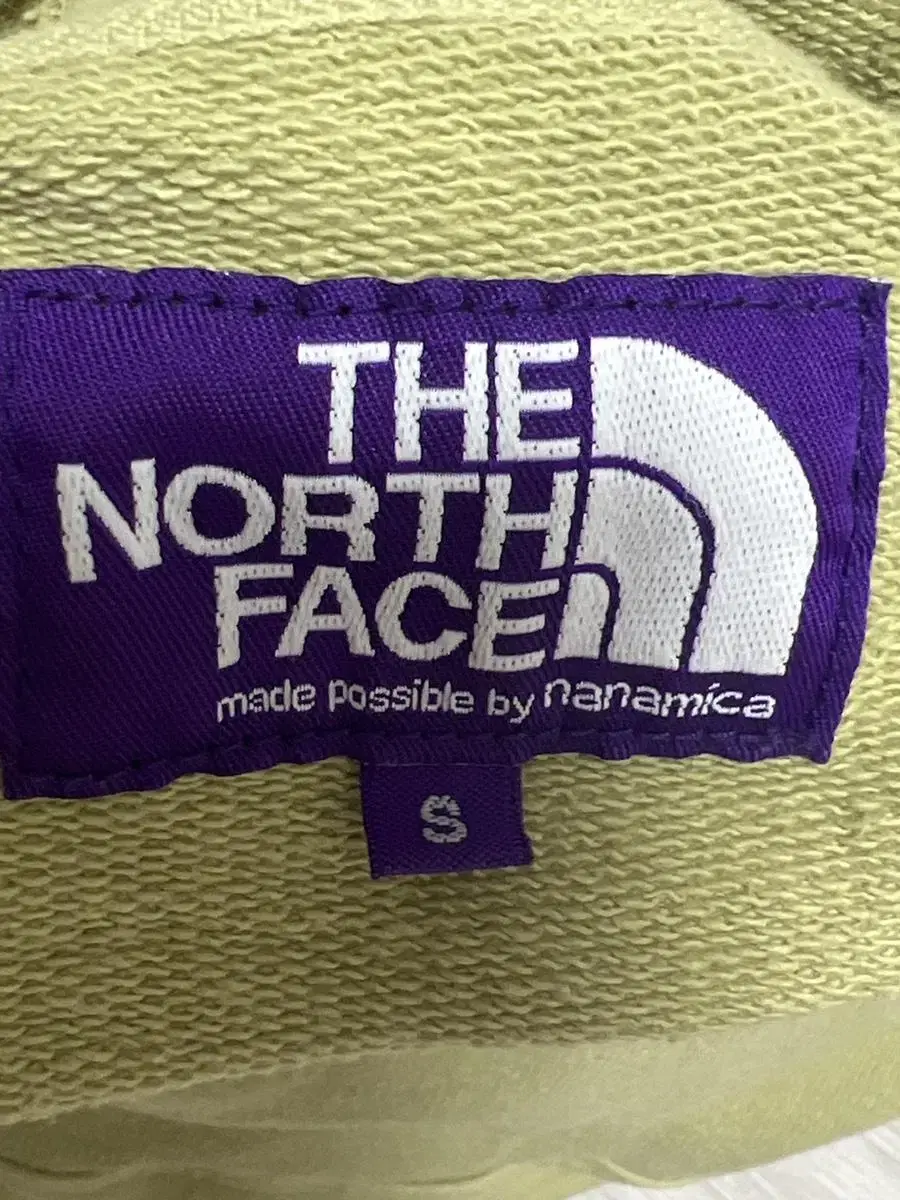 THE
NORTH
FACE
made possible by nanamica
S